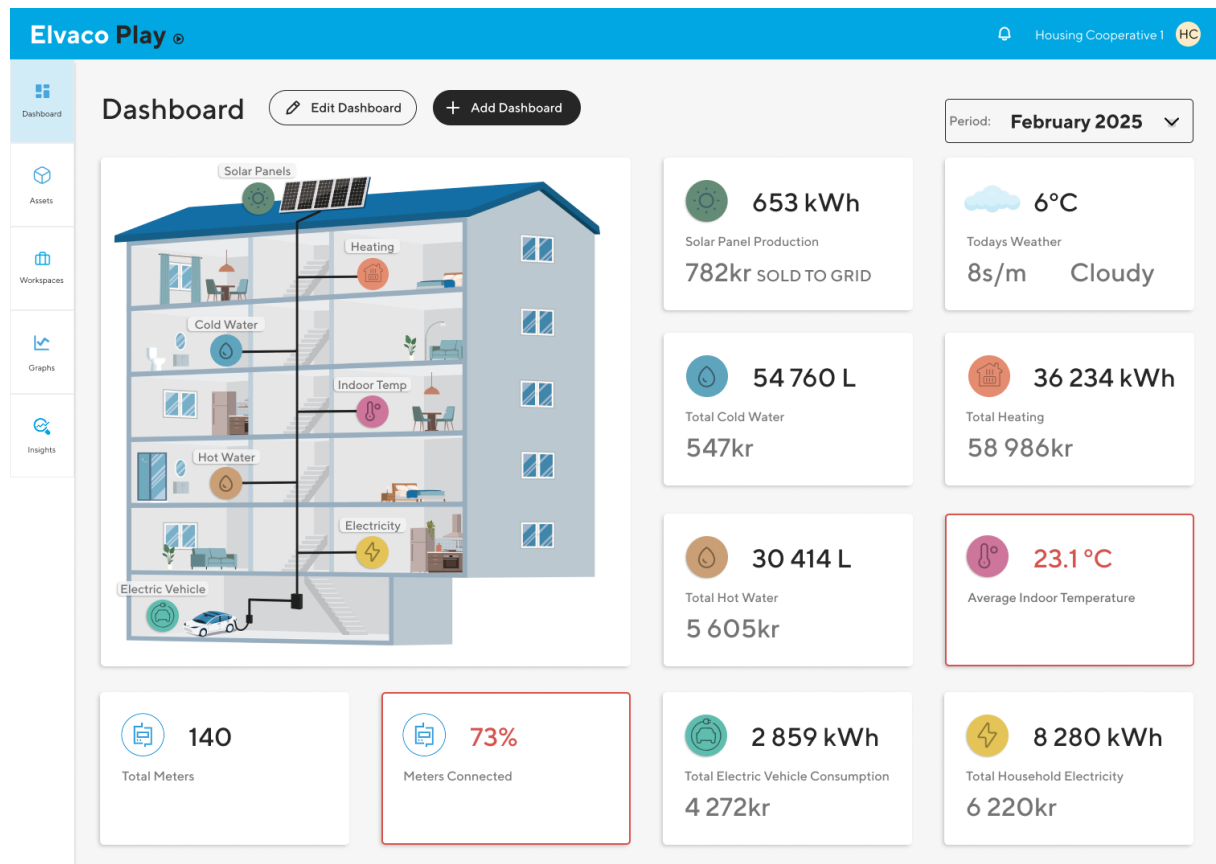 Elvaco Play
Housing Cooperative 1
HC
Dashboard
Assets
Workspaces
Graphs
Insights
Dashboard
Edit Dashboard
Add Dashboard
Period:
February 2025
Solar Panels
Heating
Cold Water
Indoor Temp
Hot Water
Electricity
Electric Vehicle
653 kWh
Solar Panel Production
782kr SOLD TO GRID
6°C
Todays Weather
8s/m Cloudy
54 760 L
Total Cold Water
547kr
36 234 kWh
Total Heating
58 986kr
30 414 L
Total Hot Water
5 605kr
23.1 °C
Average Indoor Temperature
140
Total Meters
73%
Meters Connected
2 859 kWh
Total Electric Vehicle Consumption
4 272kr
8 280 kWh
Total Household Electricity
6 220kr